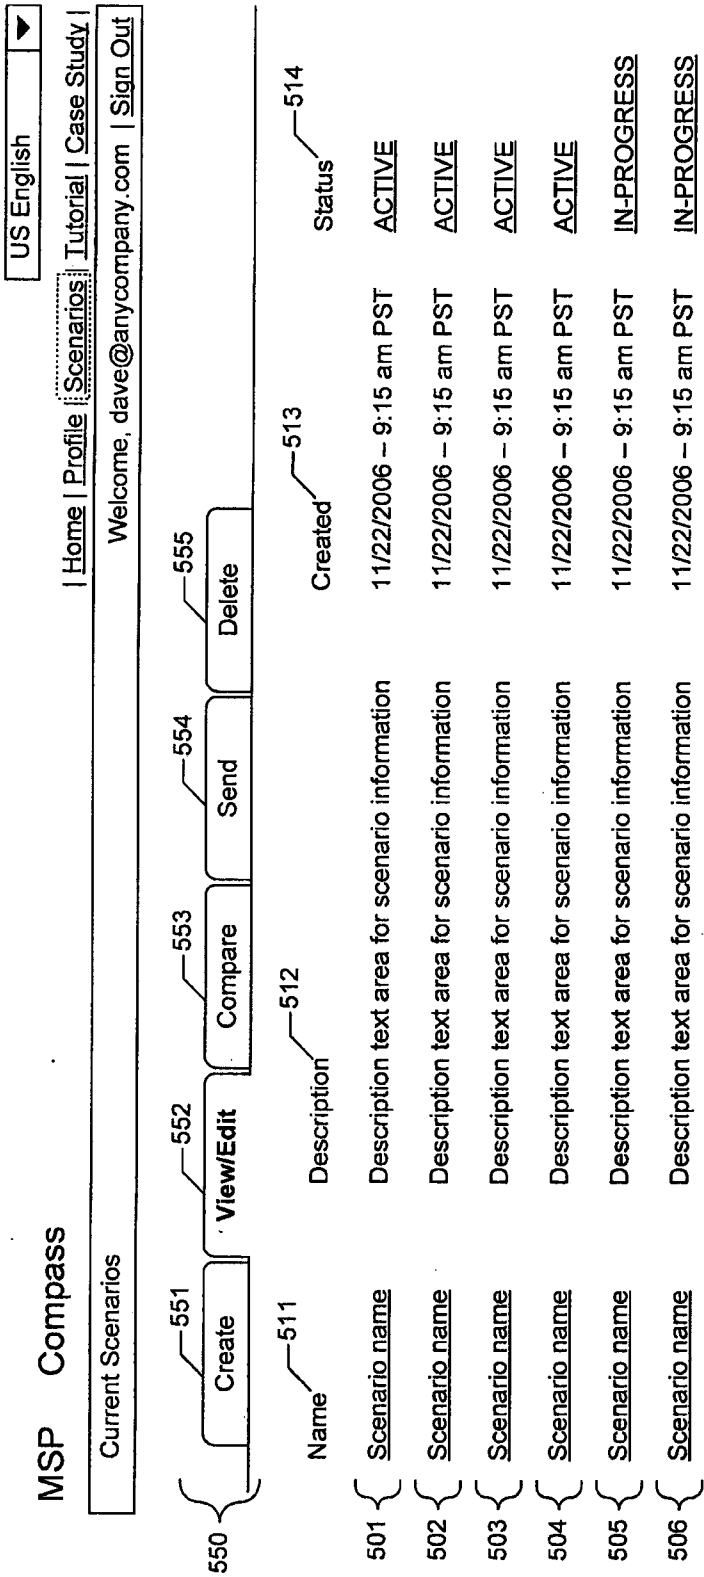 US English
MSP Compass
| Home | Profile | Scenarios | Tutorial | Case Study |
Current Scenarios Welcome, dave@anycompany.com | Sign Out
551 552 553 554 555
550 Create View/Edit Compare Send Delete
511 512 513 514
Name Description Created Status
501 Scenario name Description text area for scenario information 11/22/2006 – 9:15 am PST ACTIVE
502 Scenario name Description text area for scenario information 11/22/2006 – 9:15 am PST ACTIVE
503 Scenario name Description text area for scenario information 11/22/2006 – 9:15 am PST ACTIVE
504 Scenario name Description text area for scenario information 11/22/2006 – 9:15 am PST ACTIVE
505 Scenario name Description text area for scenario information 11/22/2006 – 9:15 am PST IN-PROGRESS
506 Scenario name Description text area for scenario information 11/22/2006 – 9:15 am PST IN-PROGRESS